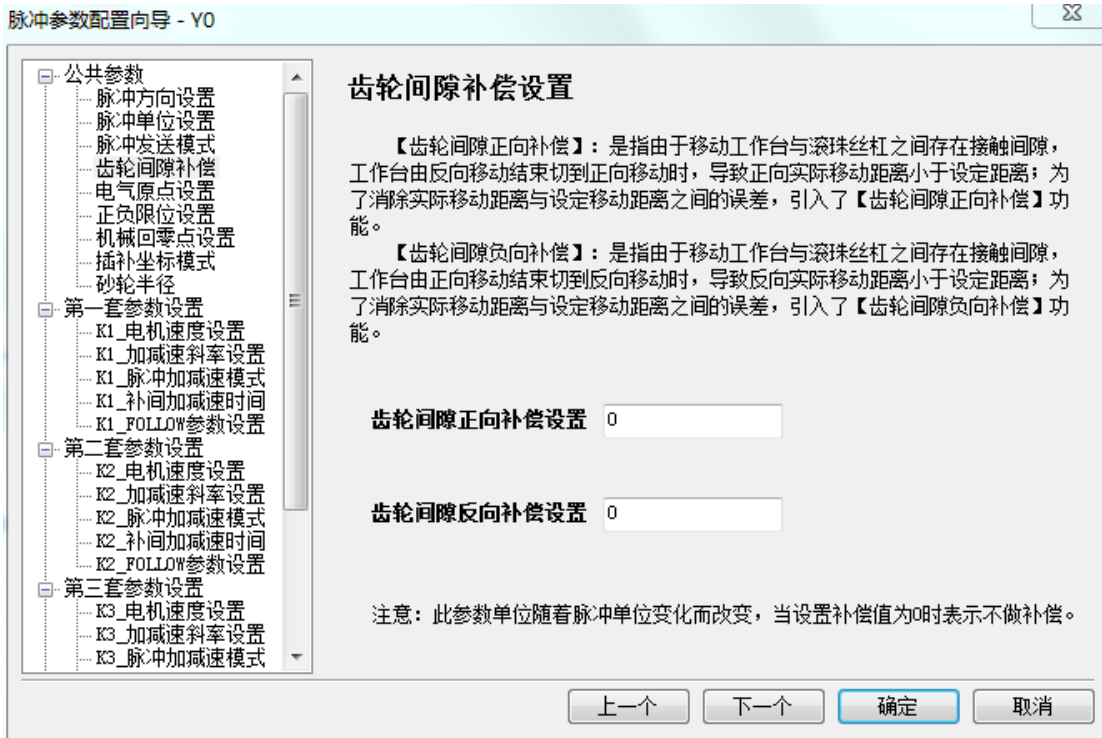 脉冲参数配置向导 - Y0
公共参数
脉冲方向设置
脉冲单位设置
脉冲发送模式
齿轮间隙补偿
电气原点设置
正负限位设置
机械回零点设置
插补坐标模式
砂轮半径
第一套参数设置
K1_电机速度设置
K1_加减速斜率设置
K1_脉冲加减速模式
K1_补间加减速时间
K1_FOLLOW参数设置
第二套参数设置
K2_电机速度设置
K2_加减速斜率设置
K2_脉冲加减速模式
K2_补间加减速时间
K2_FOLLOW参数设置
第三套参数设置
K3_电机速度设置
K3_加减速斜率设置
K3_脉冲加减速模式
齿轮间隙补偿设置
【齿轮间隙正向补偿】：是指由于移动工作台与滚珠丝杠之间存在接触间隙，
工作台由反向移动结束切到正向移动时，导致正向实际移动距离小于设定距离；为
了消除实际移动距离与设定移动距离之间的误差，引入了【齿轮间隙正向补偿】功
能。
【齿轮间隙负向补偿】：是指由于移动工作台与滚珠丝杠之间存在接触间隙，
工作台由正向移动结束切到反向移动时，导致反向实际移动距离小于设定距离；为
了消除实际移动距离与设定移动距离之间的误差，引入了【齿轮间隙负向补偿】功
能。
齿轮间隙正向补偿设置 0
齿轮间隙反向补偿设置 0
注意：此参数单位随着脉冲单位变化而改变，当设置补偿值为0时表示不做补偿。
上一个 下一个 确定 取消